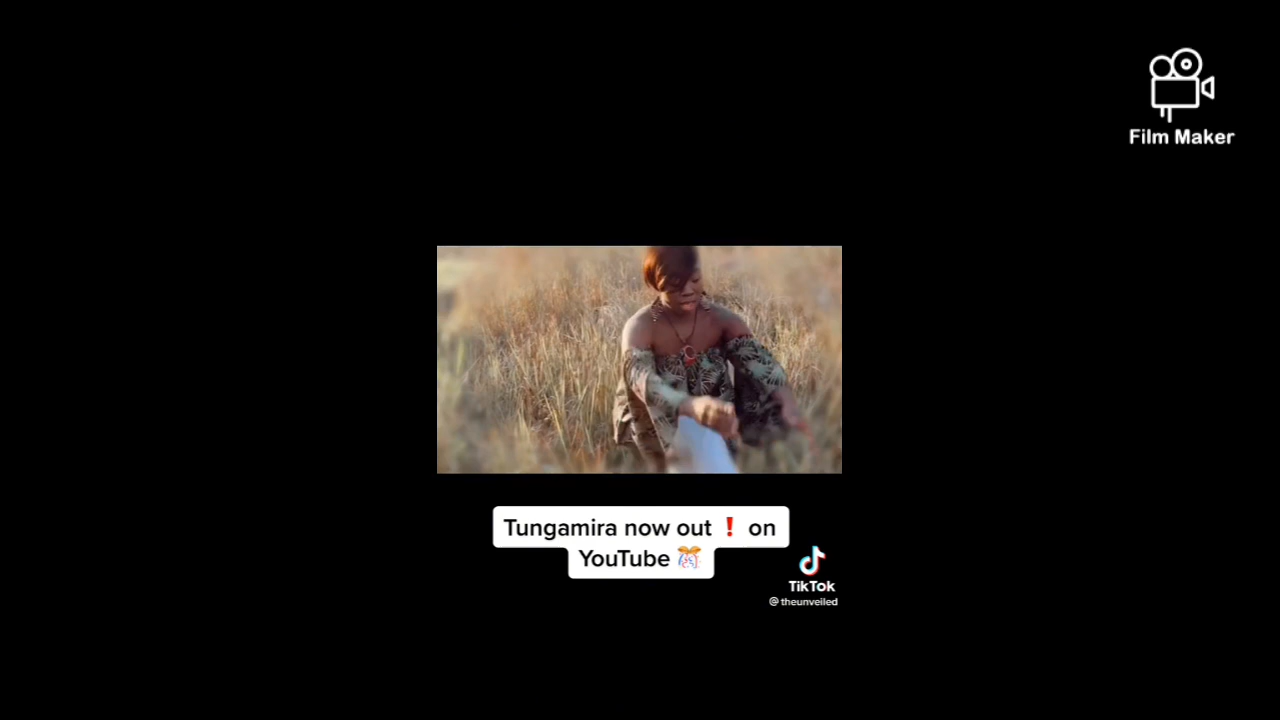 Film Maker
Tungamira now out ❗ on
YouTube 🎊
TikTok
@theunveiled